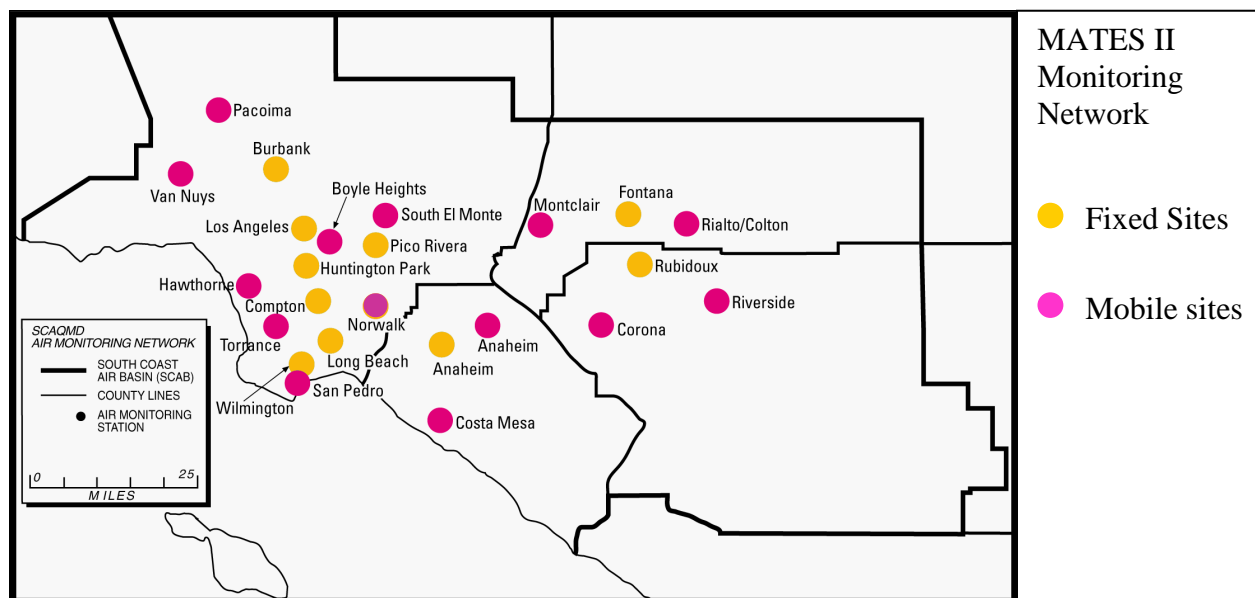 Pacoima
Burbank
Van Nuys
Boyle Heights
Los Angeles
South El Monte
Pico Rivera
Huntington Park
Hawthorne
Compton
Norwalk
Torrance
Long Beach
San Pedro
Wilmington
Montclair
Fontana
Rialto/Colton
Rubidoux
Riverside
Corona
Anaheim
Anaheim
Costa Mesa
SCAQMD
AIR MONITORING NETWORK
SOUTH COAST
AIR BASIN (SCAB)
COUNTY LINES
AIR MONITORING
STATION
0 25
MILES
MATES II
Monitoring
Network
Fixed Sites
Mobile sites